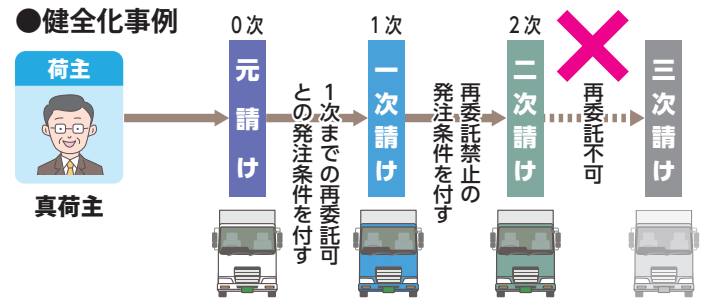 ●健全化事例
荷主
真荷主
0次
元請け
1次までの再委託可
との発注条件を付す
1次
一次請け
再委託禁止の
発注条件を付す
2次
二次請け
再委託不可
三次請け